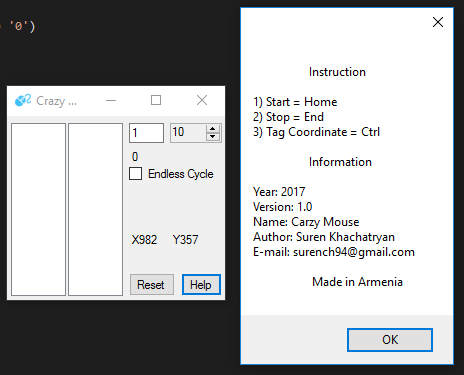 = '0')
Crazy ...
1
10
0
Endless Cycle
X982 Y357
Reset
Help
Instruction
1) Start = Home
2) Stop = End
3) Tag Coordinate = Ctrl
Information
Year: 2017
Version: 1.0
Name: Carzy Mouse
Author: Suren Khachatryan
E-mail: surench94@gmail.com
Made in Armenia
OK